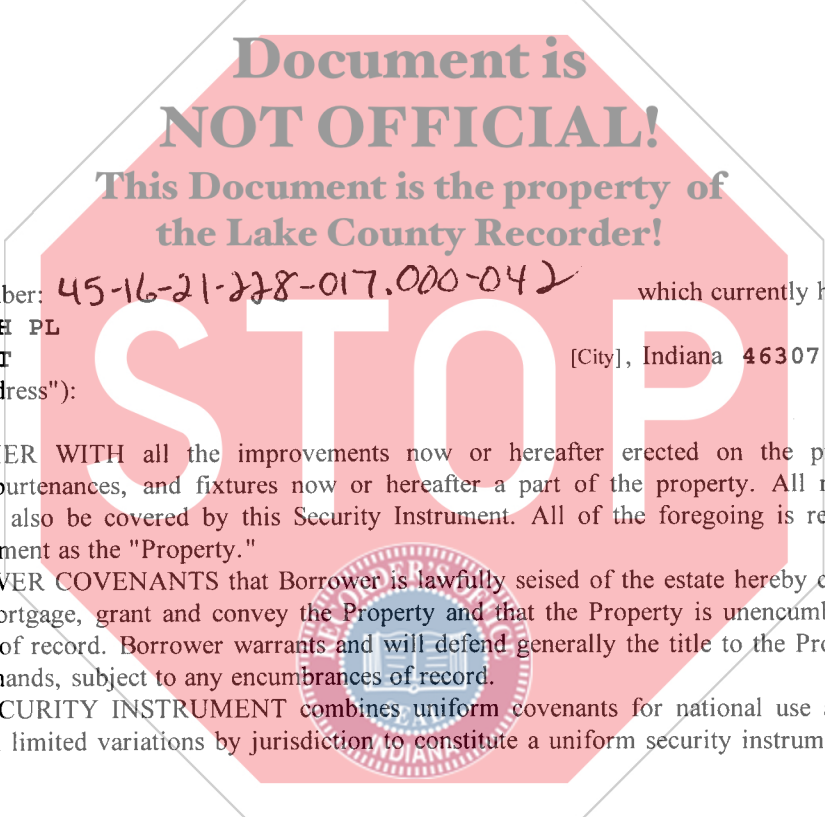 Document is
NOT OFFICIAL!
This Document is the property of
the Lake County Recorder!
ber: 45-16-21-228-017.000-042 which currently h
H PL
T [City], Indiana 46307
dress"):
STOP
ER WITH all the improvements now or hereafter erected on the p
purtenances, and fixtures now or hereafter a part of the property. All r
also be covered by this Security Instrument. All of the foregoing is re
ment as the "Property."
VER COVENANTS that Borrower is lawfully seised of the estate hereby c
ortgage, grant and convey the Property and that the Property is unencumb
of record. Borrower warrants and will defend generally the title to the Pro
nands, subject to any encumbrances of record.
CURITY INSTRUMENT combines uniform covenants for national use a
limited variations by jurisdiction to constitute a uniform security instrum
RECORDER'S OFFICE
SEAL
INDIANA